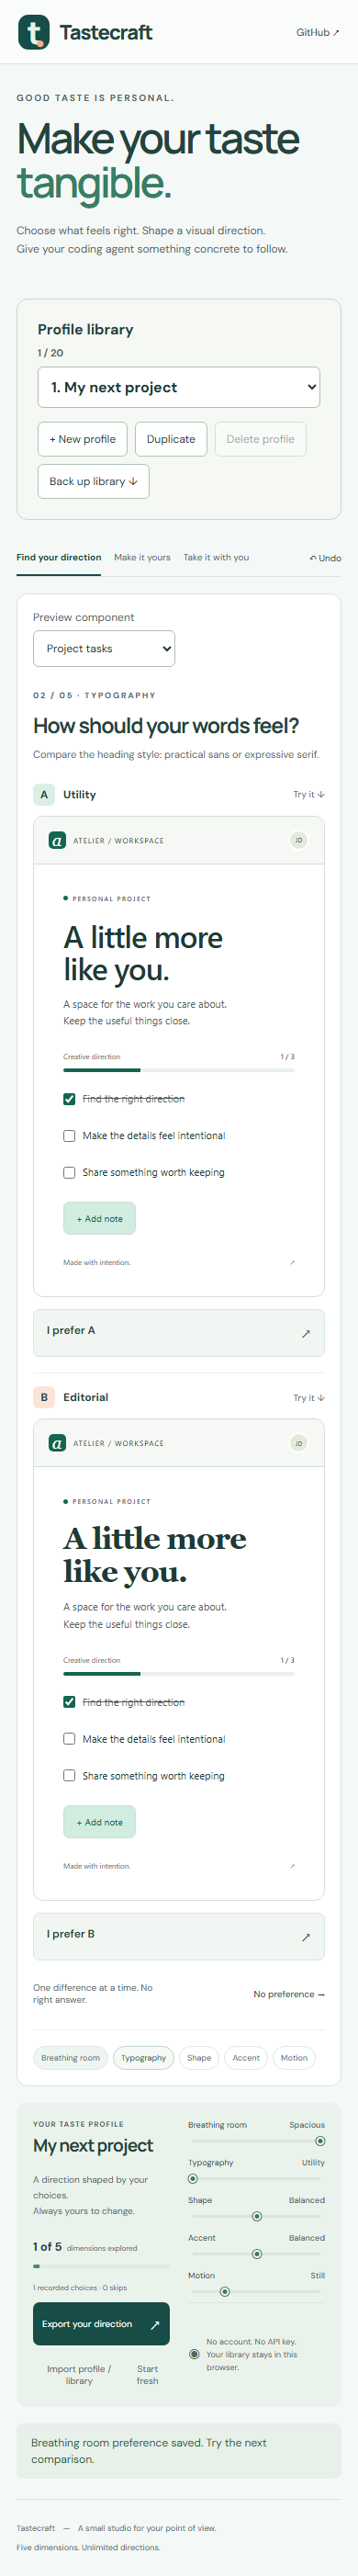 Tastecraft
GitHub ↗
GOOD TASTE IS PERSONAL.
Make your taste
tangible.
Choose what feels right. Shape a visual direction.
Give your coding agent something concrete to follow.
Profile library
1 / 20
1. My next project
+ New profile
Duplicate
Delete profile
Back up library ↓
Find your direction
Make it yours
Take it with you
↶ Undo
Preview component
Project tasks
02 / 05 · TYPOGRAPHY
How should your words feel?
Compare the heading style: practical sans or expressive serif.
A
Utility
Try it ↓
a
ATELIER / WORKSPACE
JD
PERSONAL PROJECT
A little more
like you.
A space for the work you care about.
Keep the useful things close.
Creative direction
1 / 3
Find the right direction
Make the details feel intentional
Share something worth keeping
+ Add note
Made with intention.
↗
I prefer A
↗
B
Editorial
Try it ↓
a
ATELIER / WORKSPACE
JD
PERSONAL PROJECT
A little more
like you.
A space for the work you care about.
Keep the useful things close.
Creative direction
1 / 3
Find the right direction
Make the details feel intentional
Share something worth keeping
+ Add note
Made with intention.
↗
I prefer B
↗
One difference at a time. No
right answer.
No preference →
Breathing room
Typography
Shape
Accent
Motion
YOUR TASTE PROFILE
My next project
A direction shaped by your
choices.
Always yours to change.
1 of 5 dimensions explored
1 recorded choices · 0 skips
Export your direction ↗
Import profile /
library
Start
fresh
Breathing room
Spacious
Typography
Utility
Shape
Balanced
Accent
Balanced
Motion
Still
No account. No API key.
Your library stays in this
browser.
Breathing room preference saved. Try the next
comparison.
Tastecraft — A small studio for your point of view.
Five dimensions. Unlimited directions.